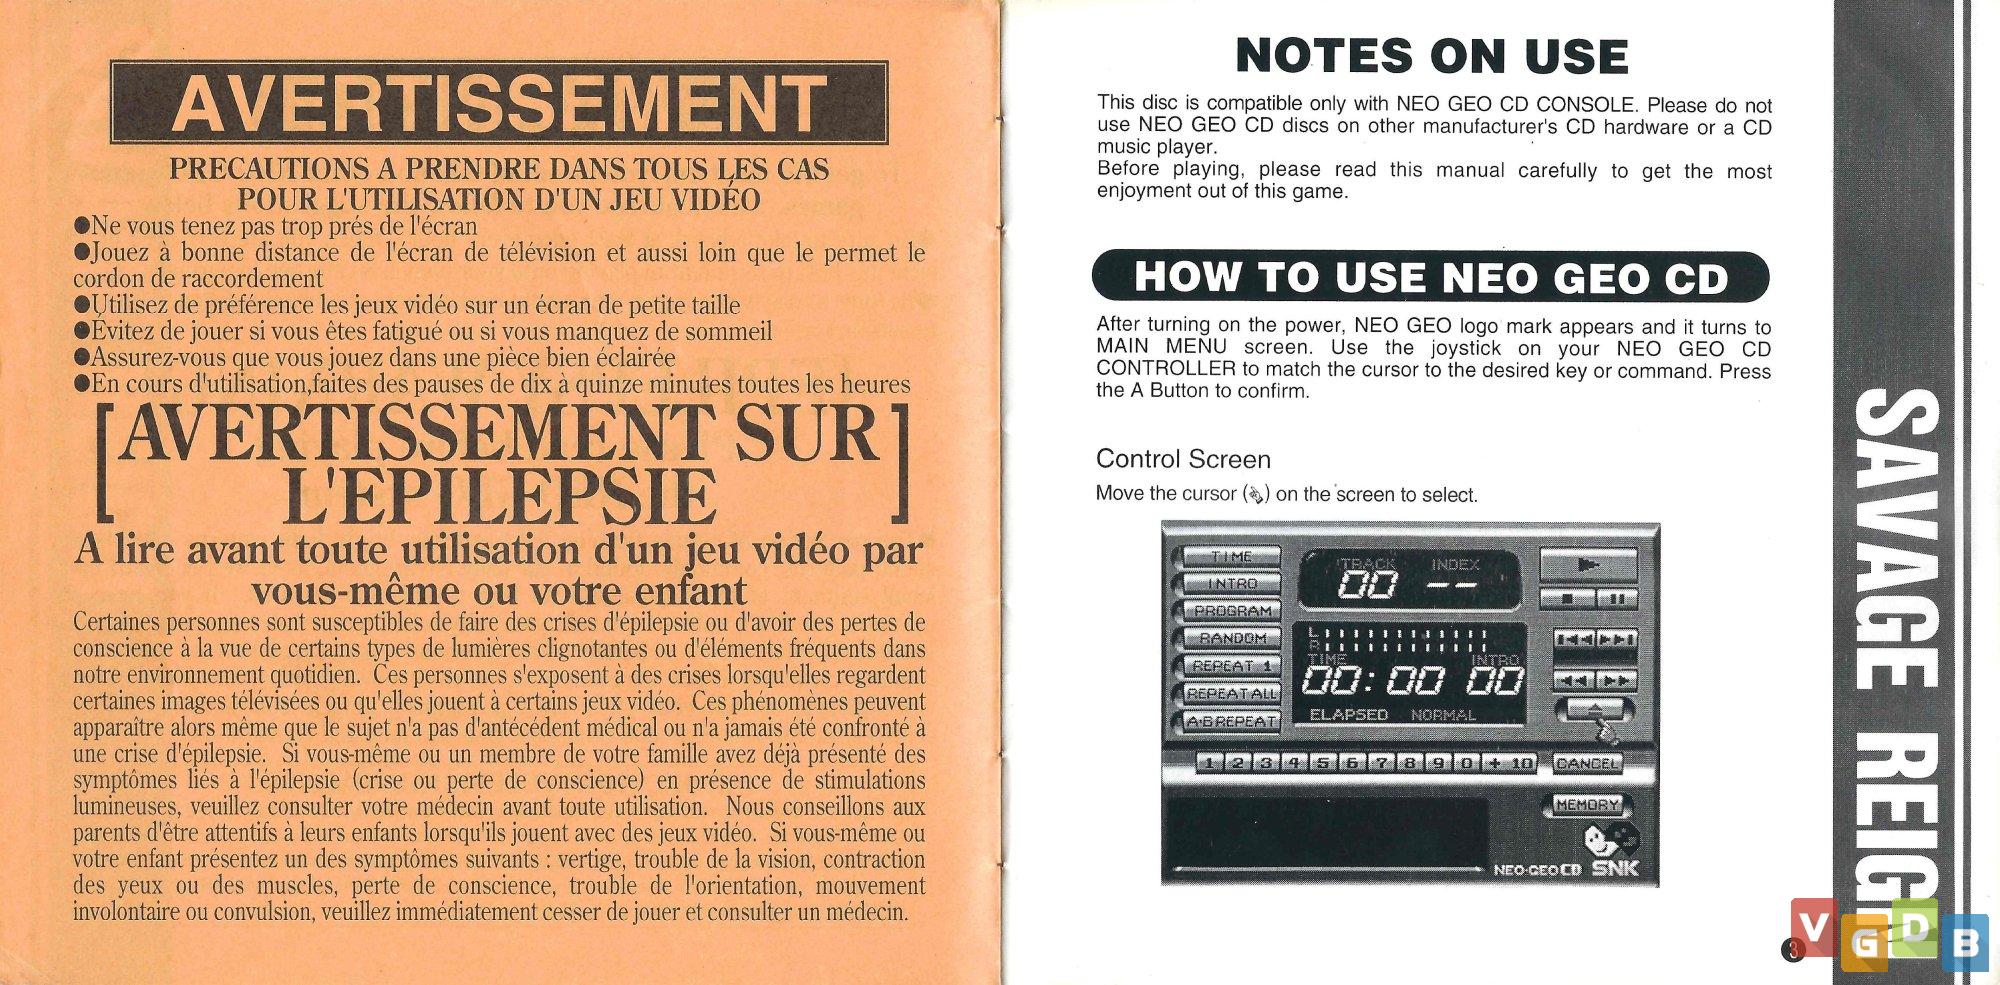 AVERTISSEMENT
PRECAUTIONS A PRENDRE DANS TOUS LES CAS
POUR L'UTILISATION D'UN JEU VIDÉO
●Ne vous tenez pas trop prés de l'écran
●Jouez à bonne distance de l'écran de télévision et aussi loin que le permet le
cordon de raccordement
●Utilisez de préférence les jeux vidéo sur un écran de petite taille
●Evitez de jouer si vous êtes fatigué ou si vous manquez de sommeil
●Assurez-vous que vous jouez dans une pièce bien éclairée
●En cours d'utilisation,faites des pauses de dix à quinze minutes toutes les heures
[AVERTISSEMENT SUR
L'EPILEPSIE]
A lire avant toute utilisation d'un jeu vidéo par
vous-même ou votre enfant
Certaines personnes sont susceptibles de faire des crises d'épilepsie ou d'avoir des pertes de
conscience à la vue de certains types de lumières clignotantes ou d'éléments fréquents dans
notre environnement quotidien. Ces personnes s'exposent à des crises lorsqu'elles regardent
certaines images télévisées ou qu'elles jouent à certains jeux vidéo. Ces phénomènes peuvent
apparaître alors même que le sujet n'a pas d'antécédent médical ou n'a jamais été confronté à
une crise d'épilepsie. Si vous-même ou un membre de votre famille avez déjà présenté des
symptômes liés à l'épilepsie (crise ou perte de conscience) en présence de stimulations
lumineuses, veuillez consulter votre médecin avant toute utilisation. Nous conseillons aux
parents d'être attentifs à leurs enfants lorsqu'ils jouent avec des jeux vidéo. Si vous-même ou
votre enfant présentez un des symptômes suivants : vertige, trouble de la vision, contraction
des yeux ou des muscles, perte de conscience, trouble de l'orientation, mouvement
involontaire ou convulsion, veuillez immédiatement cesser de jouer et consulter un médecin.
NOTES ON USE
This disc is compatible only with NEO GEO CD CONSOLE. Please do not
use NEO GEO CD discs on other manufacturer's CD hardware or a CD
music player.
Before playing, please read this manual carefully to get the most
enjoyment out of this game.
HOW TO USE NEO GEO CD
After turning on the power, NEO GEO logo mark appears and it turns to
MAIN MENU screen. Use the joystick on your NEO GEO CD
CONTROLLER to match the cursor to the desired key or command. Press
the A Button to confirm.
Control Screen
Move the cursor () on the screen to select.
TIME
INTRO
PROGRAM
RANDOM
REPEAT 1
REPEAT ALL
A-B REPEAT
TRACK INDEX
00 --
L
R
TIME INTRO
00:00 00
ELAPSED NORMAL
1 2 3 4 5 6 7 8 9 0 + 10 CANCEL
MEMORY
NEO·GEO CD SNK
SAVAGE REIGN
3
VGDB